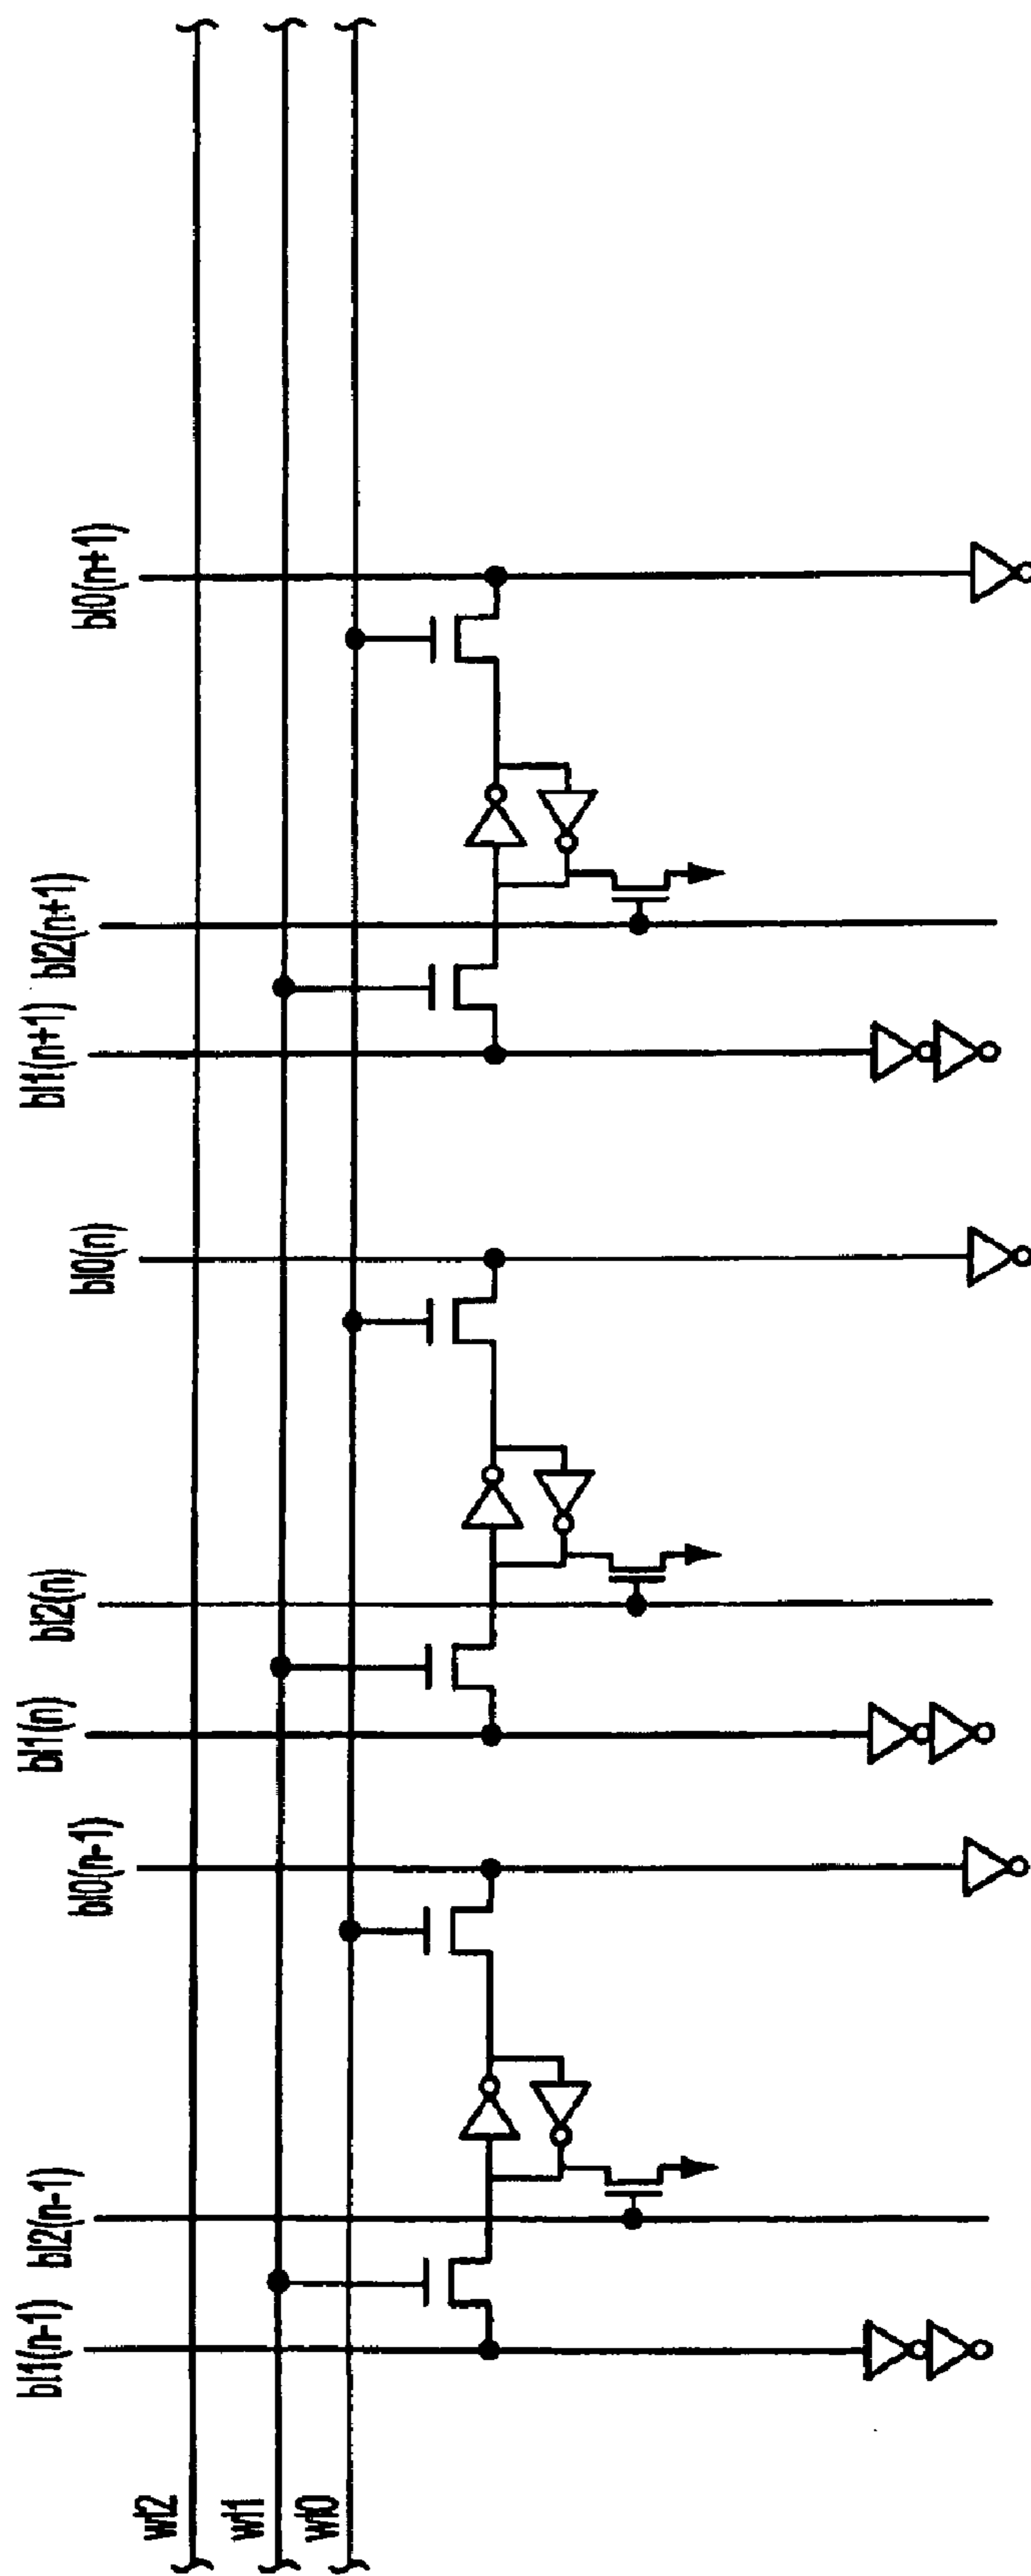 bl1(n-1)
bl2(n-1)
bl0(n-1)
bl1(n)
bl2(n)
bl0(n)
bl1(n+1)
bl2(n+1)
bl0(n+1)
wl2
wl1
wl0